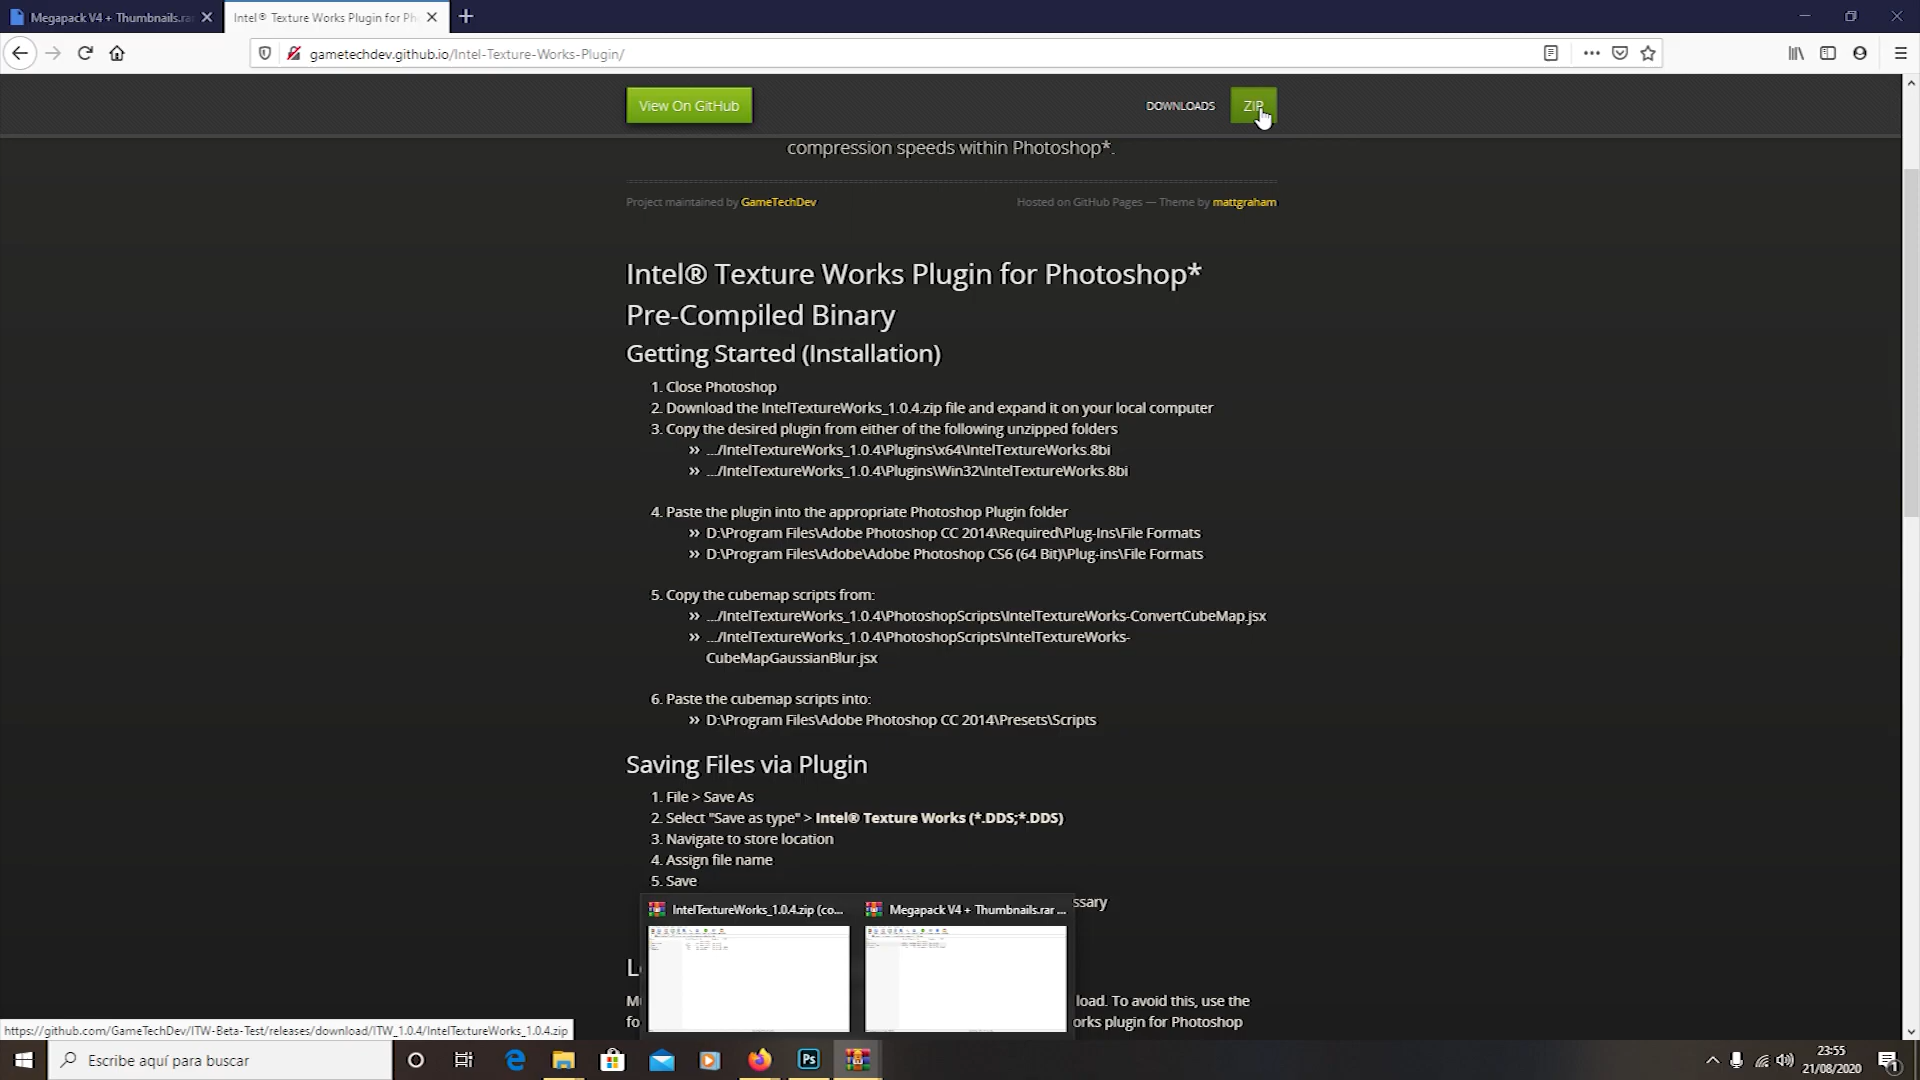 Megapack V4 + Thumbnails.rar
Intel® Texture Works Plugin for Ph
gametechdev.github.io/Intel-Texture-Works-Plugin/
View On GitHub
DOWNLOADS
ZIP
compression speeds within Photoshop*.
Project maintained by GameTechDev
Hosted on GitHub Pages — Theme by mattgraham
Intel® Texture Works Plugin for Photoshop*
Pre-Compiled Binary
Getting Started (Installation)
1. Close Photoshop
2. Download the IntelTextureWorks_1.0.4.zip file and expand it on your local computer
3. Copy the desired plugin from either of the following unzipped folders
» .../IntelTextureWorks_1.0.4\Plugins\x64\IntelTextureWorks.8bi
» .../IntelTextureWorks_1.0.4\Plugins\Win32\IntelTextureWorks.8bi
4. Paste the plugin into the appropriate Photoshop Plugin folder
» D:\Program Files\Adobe Photoshop CC 2014\Required\Plug-Ins\File Formats
» D:\Program Files\Adobe\Adobe Photoshop CS6 (64 Bit)\Plug-ins\File Formats
5. Copy the cubemap scripts from:
» .../IntelTextureWorks_1.0.4\PhotoshopScripts\IntelTextureWorks-ConvertCubeMap.jsx
» .../IntelTextureWorks_1.0.4\PhotoshopScripts\IntelTextureWorks-
CubeMapGaussianBlur.jsx
6. Paste the cubemap scripts into:
» D:\Program Files\Adobe Photoshop CC 2014\Presets\Scripts
Saving Files via Plugin
1. File > Save As
2. Select "Save as type" > Intel® Texture Works (*.DDS;*.DDS)
3. Navigate to store location
4. Assign file name
5. Save
ssary
IntelTextureWorks_1.0.4.zip (co...
Megapack V4 + Thumbnails.rar ...
load. To avoid this, use the
fo
orks plugin for Photoshop
https://github.com/GameTechDev/ITW-Beta-Test/releases/download/ITW_1.0.4/IntelTextureWorks_1.0.4.zip
Escribe aquí para buscar
Ps
23:55
21/08/2020
1